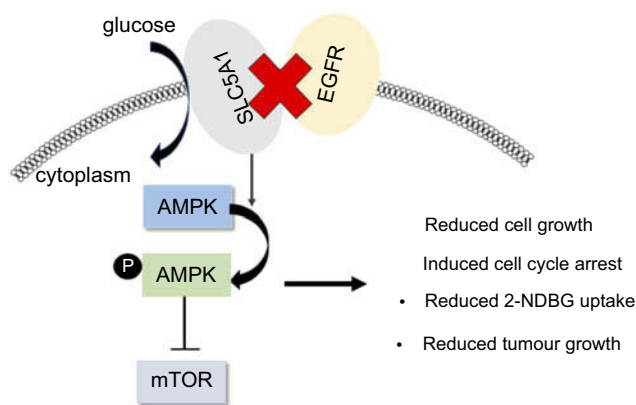 glucose
SLC5A1
EGFR
cytoplasm
AMPK
P
AMPK
mTOR
Reduced cell growth
Induced cell cycle arrest
• Reduced 2-NDBG uptake
• Reduced tumour growth